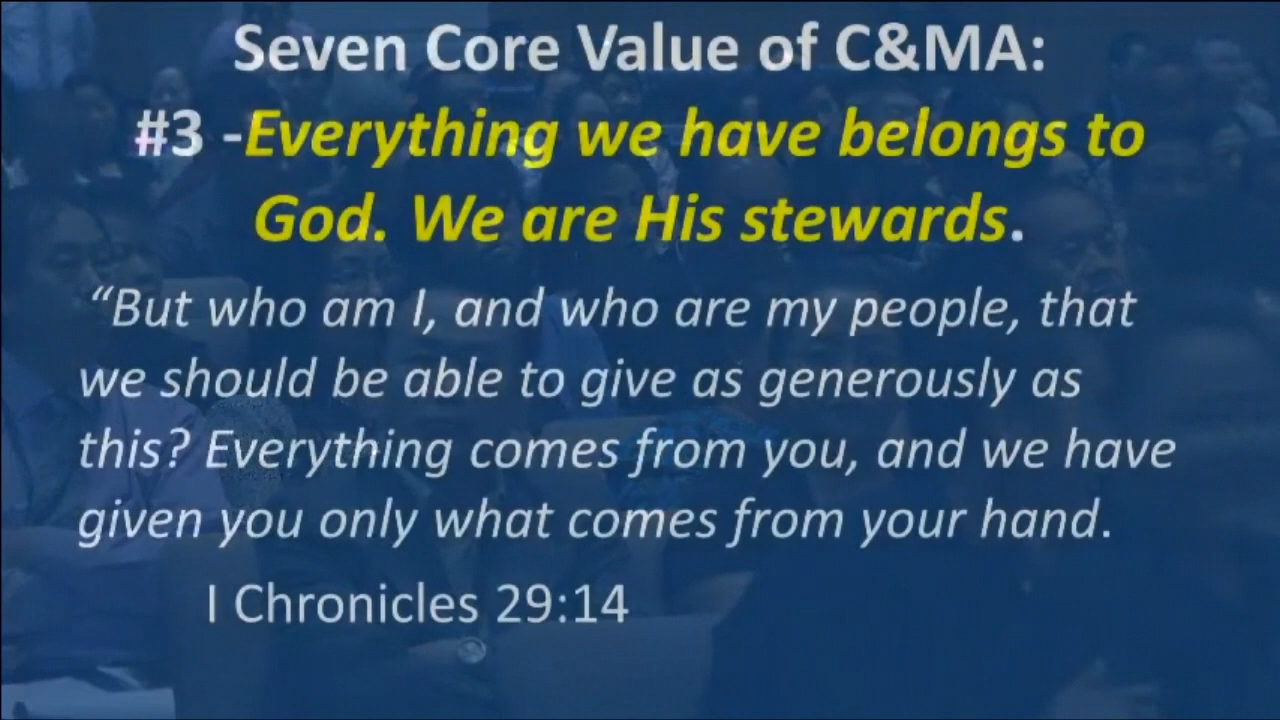 Seven Core Value of C&MA:
#3 -Everything we have belongs to
God. We are His stewards.
“But who am I, and who are my people, that
we should be able to give as generously as
this? Everything comes from you, and we have
given you only what comes from your hand.
I Chronicles 29:14